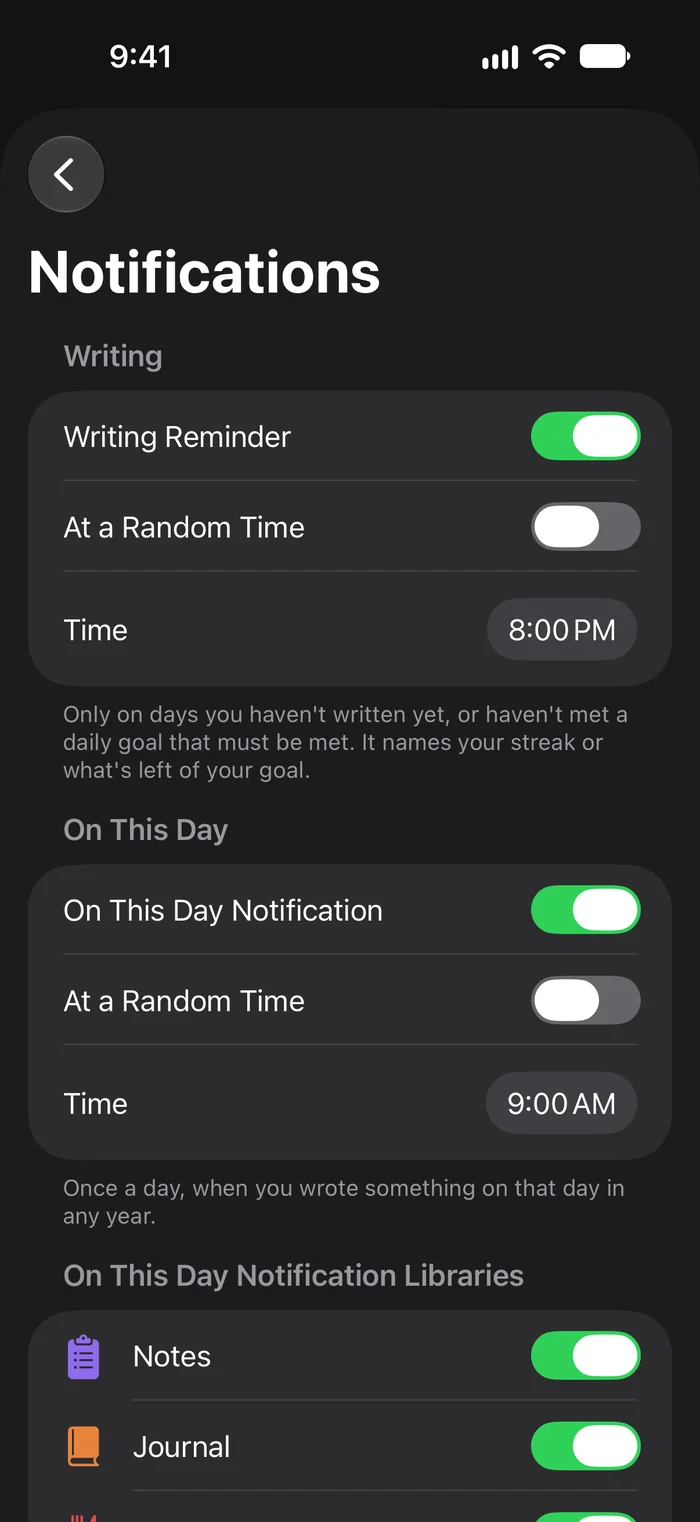 9:41
Notifications
Writing
Writing Reminder
At a Random Time
Time
8:00 PM
Only on days you haven't written yet, or haven't met a
daily goal that must be met. It names your streak or
what's left of your goal.
On This Day
On This Day Notification
At a Random Time
Time
9:00 AM
Once a day, when you wrote something on that day in
any year.
On This Day Notification Libraries
Notes
Journal